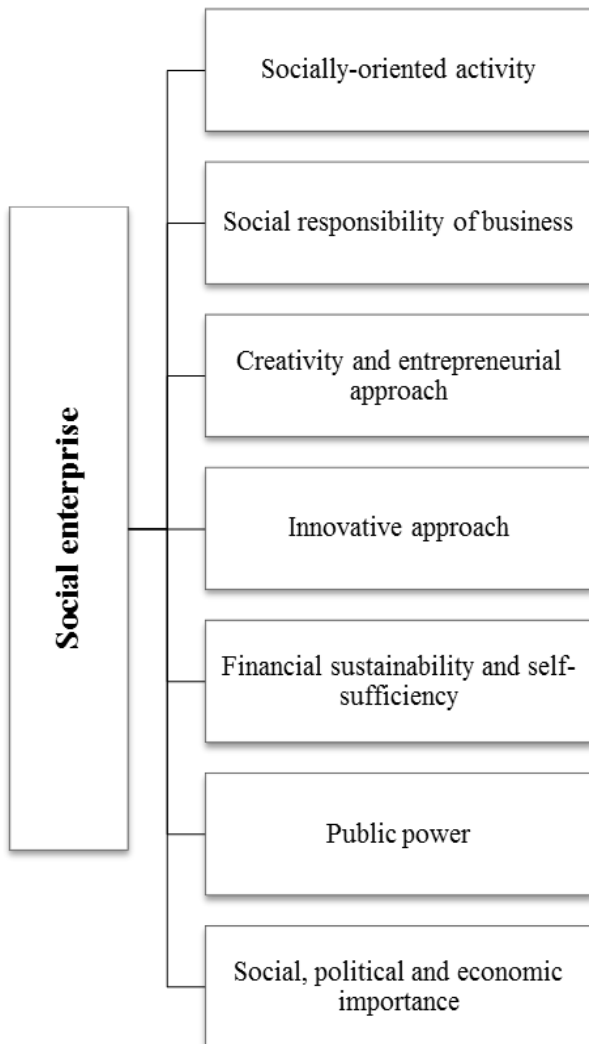 Social enterprise
Socially-oriented activity
Social responsibility of business
Creativity and entrepreneurial
approach
Innovative approach
Financial sustainability and self-
sufficiency
Public power
Social, political and economic
importance